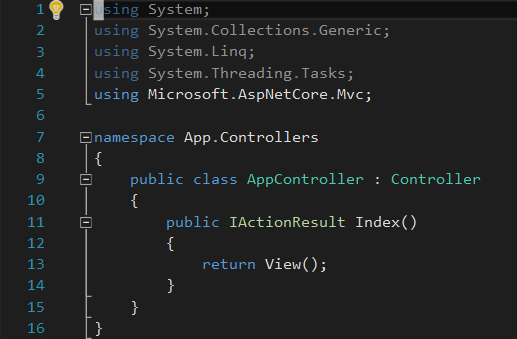 1 using System;
2 using System.Collections.Generic;
3 using System.Linq;
4 using System.Threading.Tasks;
5 using Microsoft.AspNetCore.Mvc;
6
7 namespace App.Controllers
8 {
9     public class AppController : Controller
10     {
11         public IActionResult Index()
12         {
13             return View();
14         }
15     }
16 }